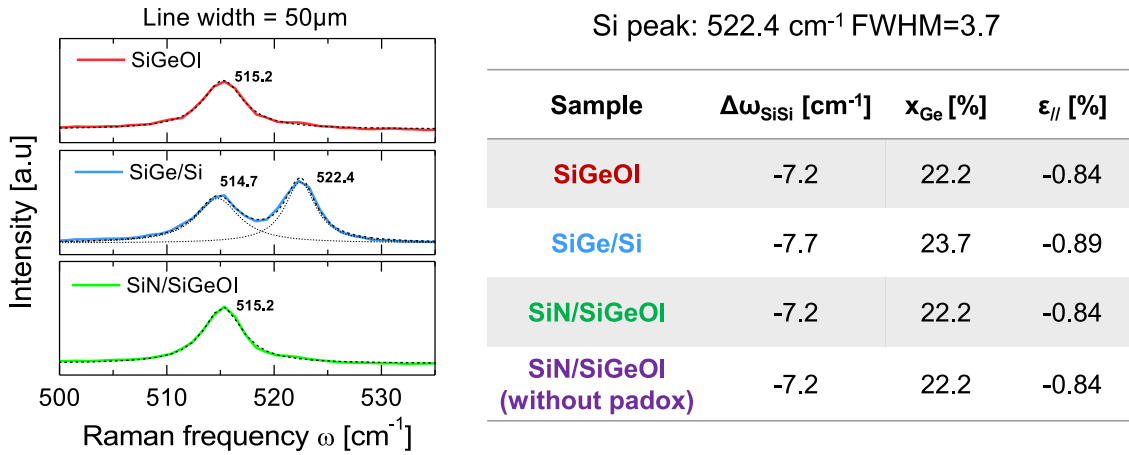 Line width = 50µm
Intensity [a.u]
SiGeOI
515.2
SiGe/Si
514.7
522.4
SiN/SiGeOI
515.2
500 510 520 530
Raman frequency ω [cm⁻¹]
Si peak: 522.4 cm⁻¹ FWHM=3.7
Sample Δω_SiSi [cm⁻¹] x_Ge [%] ε_// [%]
SiGeOI -7.2 22.2 -0.84
SiGe/Si -7.7 23.7 -0.89
SiN/SiGeOI -7.2 22.2 -0.84
SiN/SiGeOI
(without padox) -7.2 22.2 -0.84